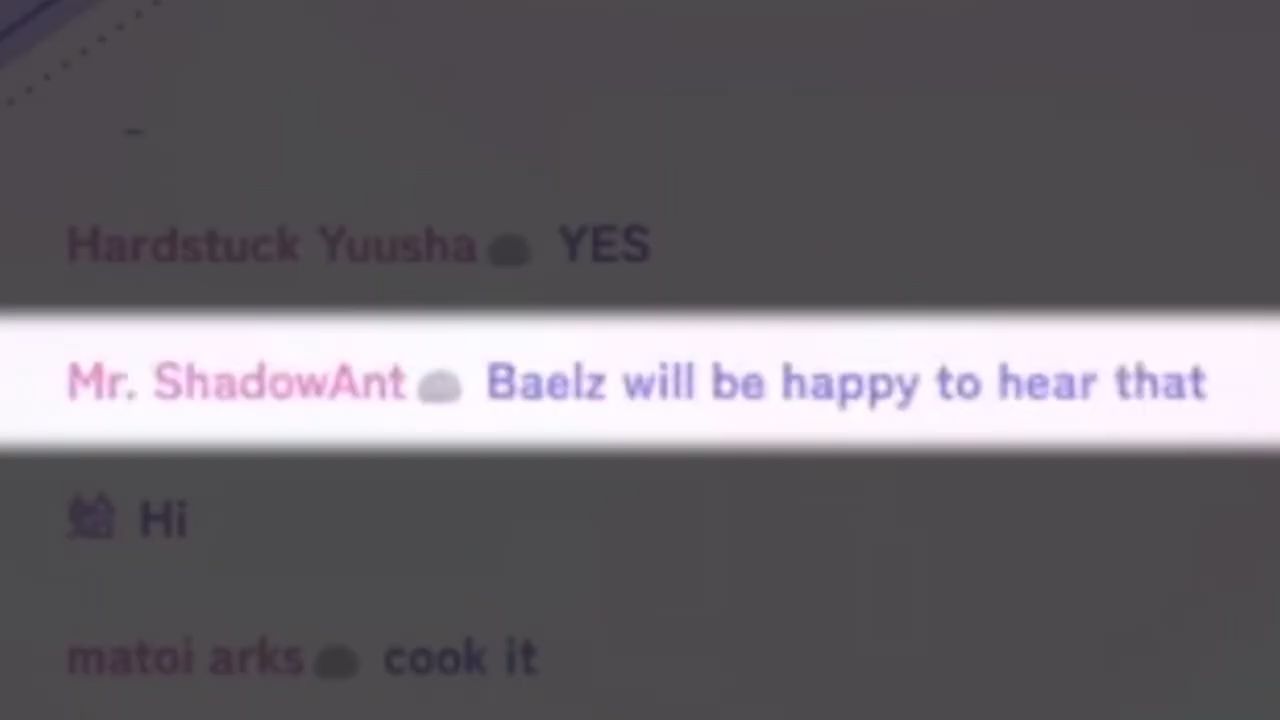 Hardstuck Yuusha YES
Mr. ShadowAnt Baelz will be happy to hear that
Hi
matoi arks cook it